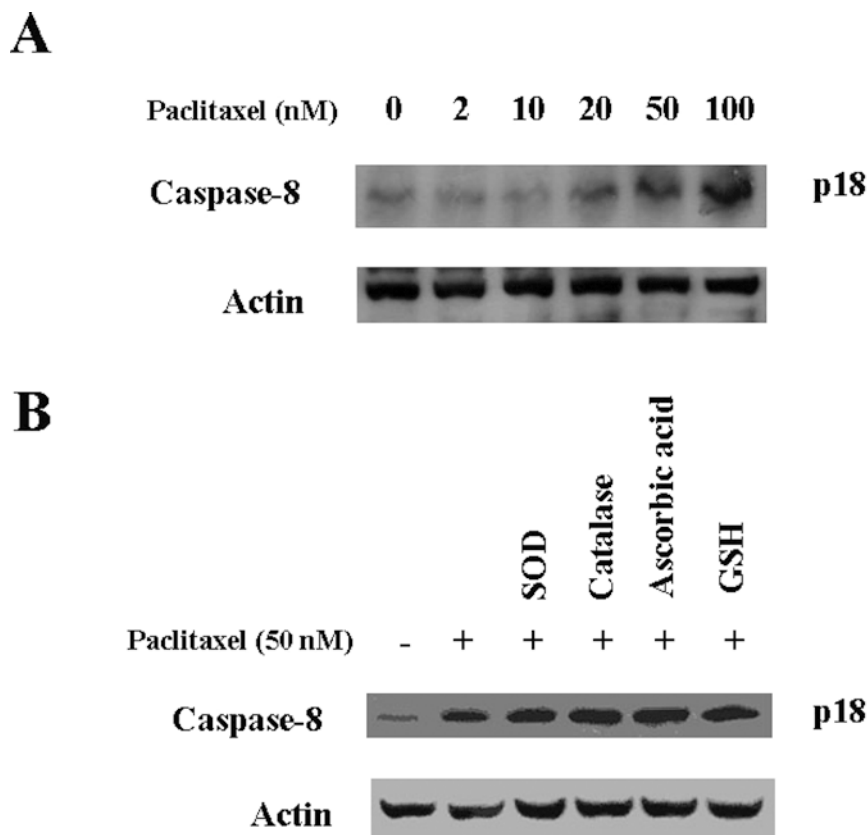 A
Paclitaxel (nM) 0 2 10 20 50 100
Caspase-8 p18
Actin
B
SOD Catalase Ascorbic acid GSH
Paclitaxel (50 nM) - + + + + +
Caspase-8 p18
Actin